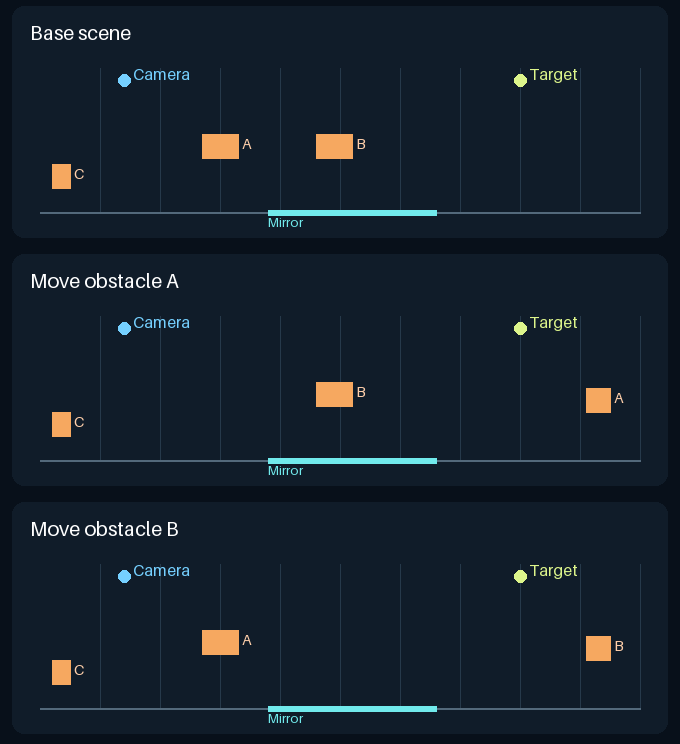 Base scene
Camera
Target
A
B
C
Mirror
Move obstacle A
Camera
Target
B
A
C
Mirror
Move obstacle B
Camera
Target
A
B
C
Mirror